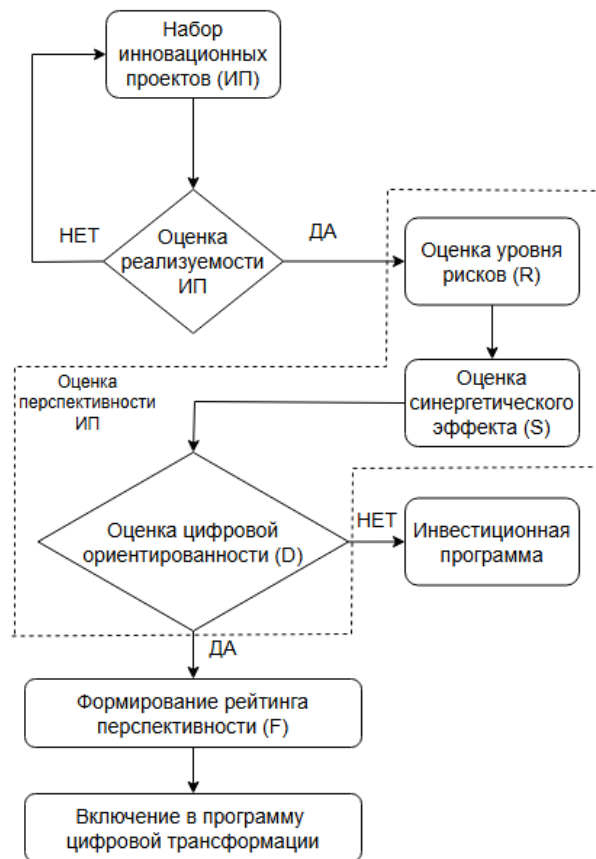 Набор
инновационных
проектов (ИП)
НЕТ
Оценка
реализуемости
ИП
ДА
Оценка уровня
рисков (R)
Оценка
перспективности
ИП
Оценка
синергетического
эффекта (S)
Оценка цифровой
ориентированности (D)
НЕТ
Инвестиционная
программа
ДА
Формирование рейтинга
перспективности (F)
Включение в программу
цифровой трансформации